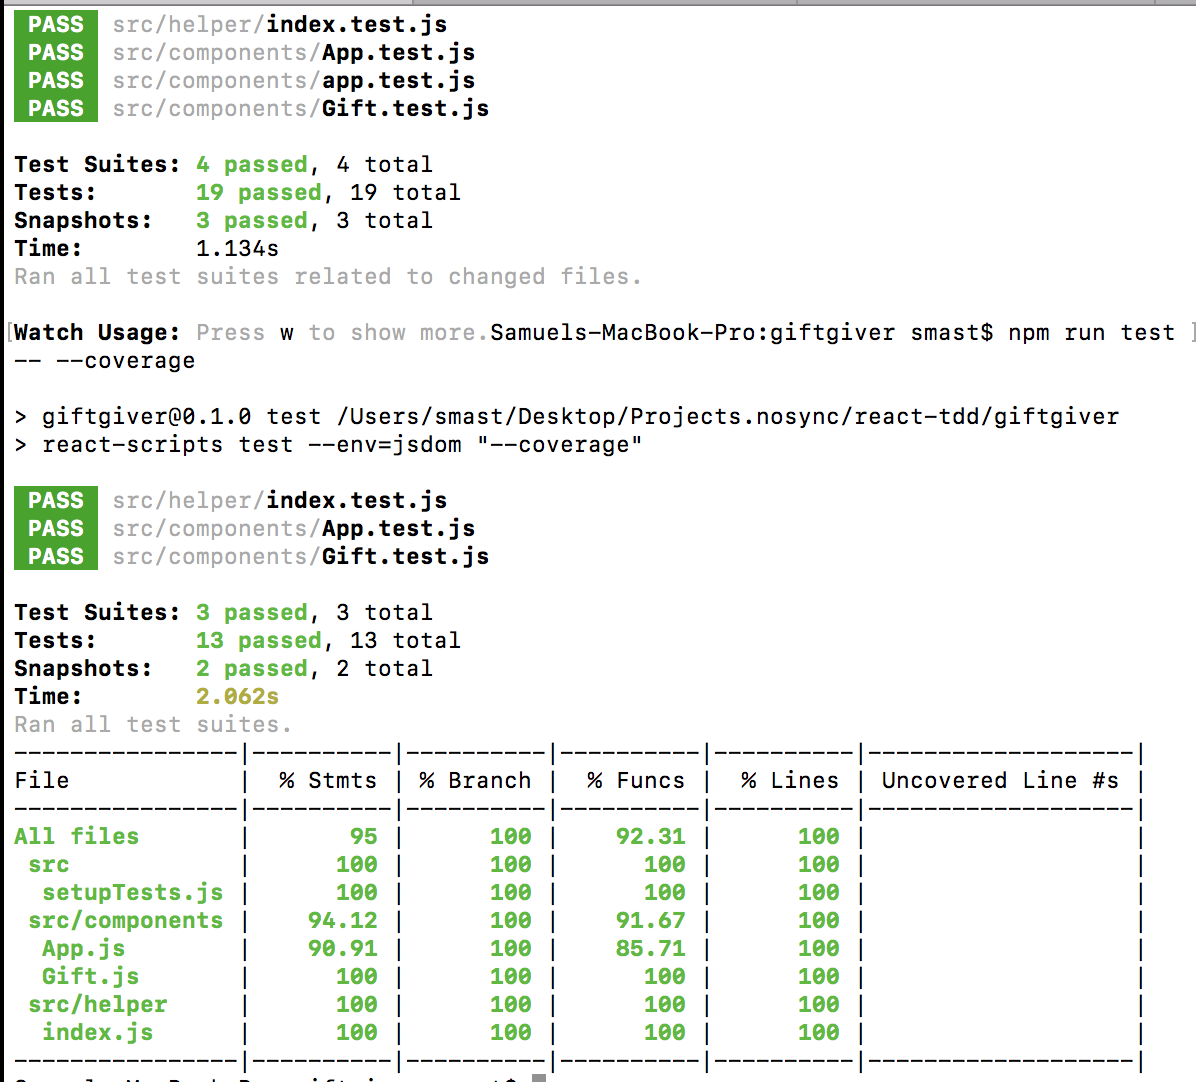 PASS src/helper/index.test.js
PASS src/components/App.test.js
PASS src/components/app.test.js
PASS src/components/Gift.test.js
Test Suites: 4 passed, 4 total
Tests: 19 passed, 19 total
Snapshots: 3 passed, 3 total
Time: 1.134s
Ran all test suites related to changed files.
[Watch Usage: Press w to show more.Samuels-MacBook-Pro:giftgiver smast$ npm run test ]
-- --coverage
> giftgiver@0.1.0 test /Users/smast/Desktop/Projects.nosync/react-tdd/giftgiver
> react-scripts test --env=jsdom "--coverage"
PASS src/helper/index.test.js
PASS src/components/App.test.js
PASS src/components/Gift.test.js
Test Suites: 3 passed, 3 total
Tests: 13 passed, 13 total
Snapshots: 2 passed, 2 total
Time: 2.062s
Ran all test suites.
----------------|----------|----------|----------|----------|-------------------|
File | % Stmts | % Branch | % Funcs | % Lines | Uncovered Line #s |
----------------|----------|----------|----------|----------|-------------------|
All files | 95 | 100 | 92.31 | 100 | |
src | 100 | 100 | 100 | 100 | |
setupTests.js | 100 | 100 | 100 | 100 | |
src/components | 94.12 | 100 | 91.67 | 100 | |
App.js | 90.91 | 100 | 85.71 | 100 | |
Gift.js | 100 | 100 | 100 | 100 | |
src/helper | 100 | 100 | 100 | 100 | |
index.js | 100 | 100 | 100 | 100 | |
----------------|----------|----------|----------|----------|-------------------|